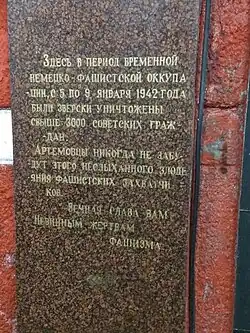 Здесь в период временной
немецко-фашистской оккупа
ции, с 5 по 9 января 1942 года
были зверски уничтожены
свыше 3000 советских граж-
дан.
Артемовцы никогда не забу-
дут этого неслыханного злоде
яния фашистских захватчи
ков.
Вечная слава вам
невинным жертвам
фашизма